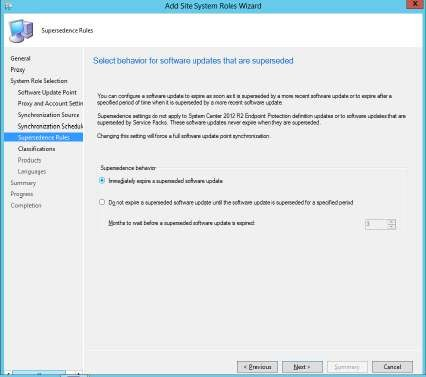 Add Site System Roles Wizard
Supersedence Rules
General
Proxy
System Role Selection
Software Update Point
Proxy and Account Settin
Synchronization Source
Synchronization Schedul
Supersedence Rules
Classifications
Products
Languages
Summary
Progress
Completion
Select behavior for software updates that are superseded
You can configure a software update to expire as soon as it is superseded by a more recent software update or to expire after a
specified period of time when it is superseded by a more recent software update.
Supersedence settings do not apply to System Center 2012 R2 Endpoint Protection definition updates or to software updates that are
superseded by Service Packs. These software updates never expire when they are superseded.
Changing this setting will force a full software update point synchronization.
Supersedence behavior
Immediately expire a superseded software update
Do not expire a superseded software update until the software update is superseded for a specified period
Months to wait before a superseded software update is expired:
3
< Previous
Next >
Summary
Cancel